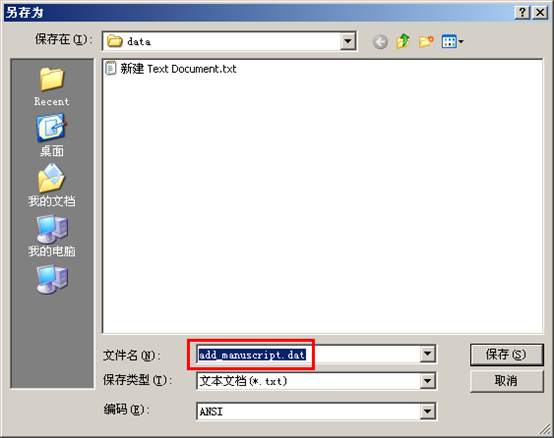 另存为
保存在(I):
data
新建 Text Document.txt
Recent
桌面
我的文档
我的电脑
文件名(N):
add_manuscript.dat
保存(S)
保存类型(T):
文本文档(*.txt)
取消
编码(E):
ANSI